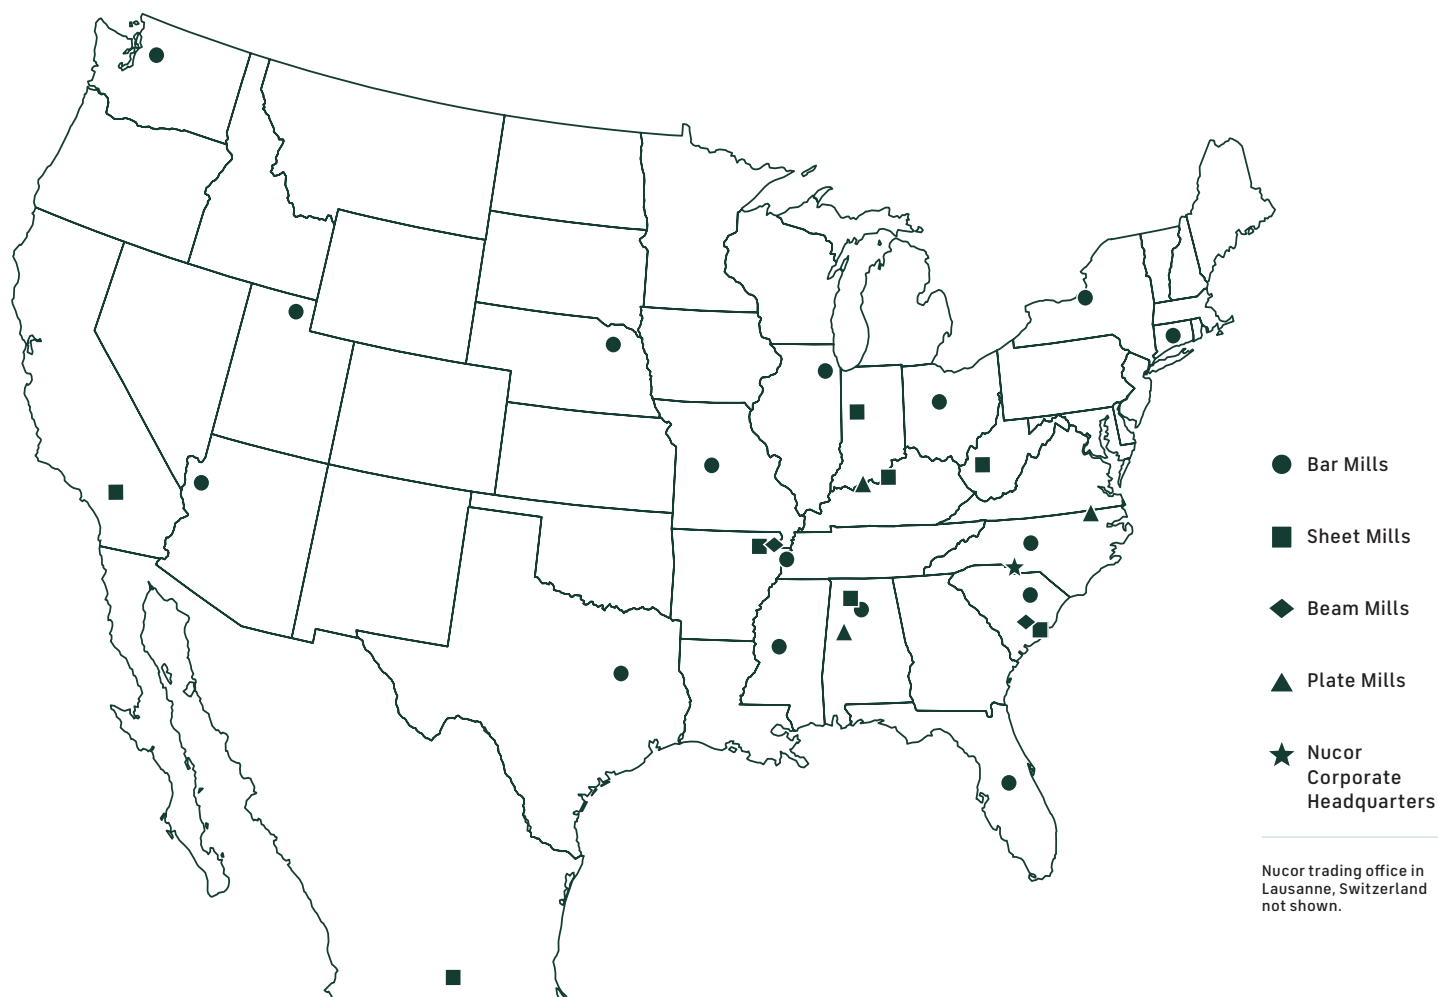 Bar Mills
Sheet Mills
Beam Mills
Plate Mills
Nucor
Corporate
Headquarters
Nucor trading office in
Lausanne, Switzerland
not shown.